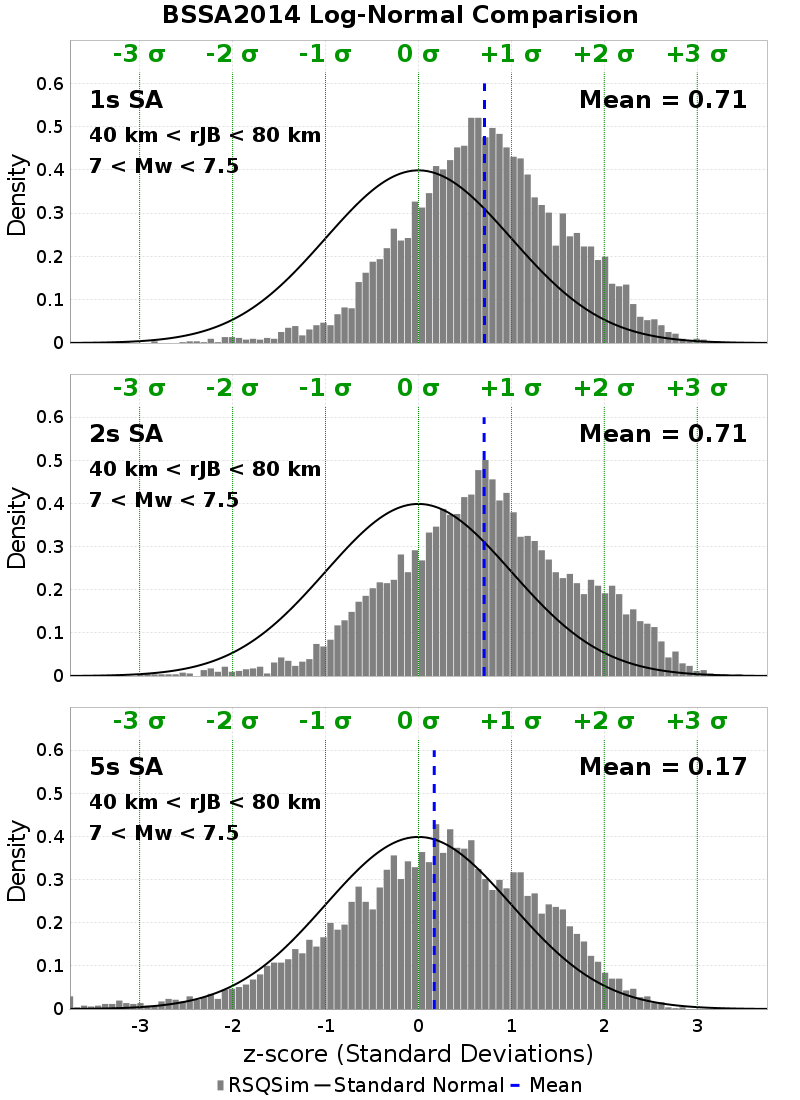 BSSA2014 Log-Normal Comparision
-3 σ -2 σ -1 σ 0 σ +1 σ +2 σ +3 σ
0.6
1s SA Mean = 0.71
0.5
40 km < rJB < 80 km
7 < Mw < 7.5
0.4
0.3
0.2
0.1
0
Density
-3 σ -2 σ -1 σ 0 σ +1 σ +2 σ +3 σ
0.6
2s SA Mean = 0.71
0.5
40 km < rJB < 80 km
7 < Mw < 7.5
0.4
0.3
0.2
0.1
0
Density
-3 σ -2 σ -1 σ 0 σ +1 σ +2 σ +3 σ
0.6
5s SA Mean = 0.17
0.5
40 km < rJB < 80 km
7 < Mw < 7.5
0.4
0.3
0.2
0.1
0
Density
-3 -2 -1 0 1 2 3
z-score (Standard Deviations)
RSQSim Standard Normal Mean